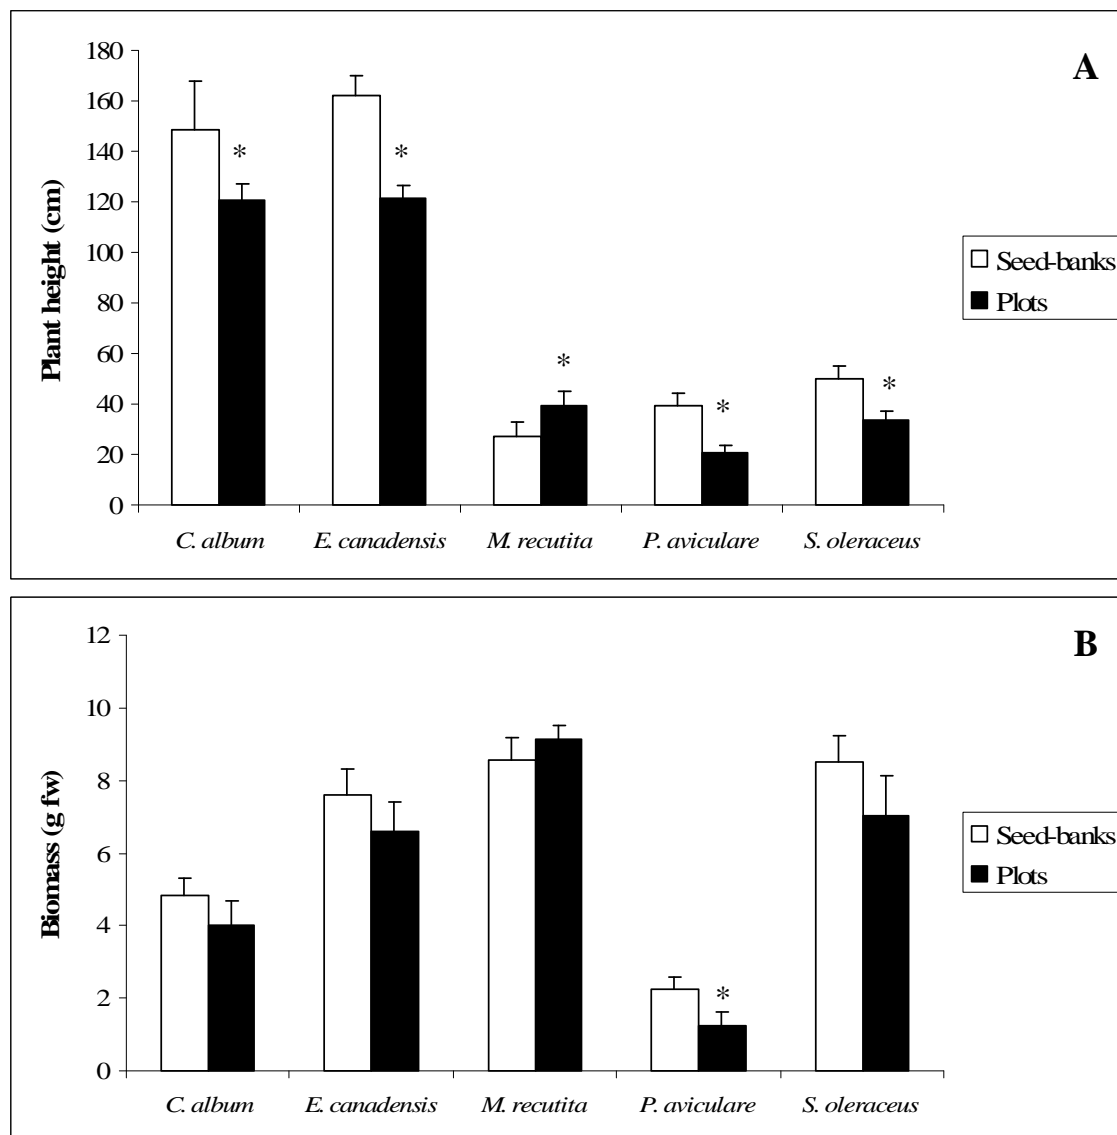 A
Plant height (cm)
180
160
140
120
100
80
60
40
20
0
* * * * *
C. album E. canadensis M. recutita P. aviculare S. oleraceus
Seed-banks
Plots
B
Biomass (g fw)
12
10
8
6
4
2
0
*
C. album E. canadensis M. recutita P. aviculare S. oleraceus
Seed-banks
Plots